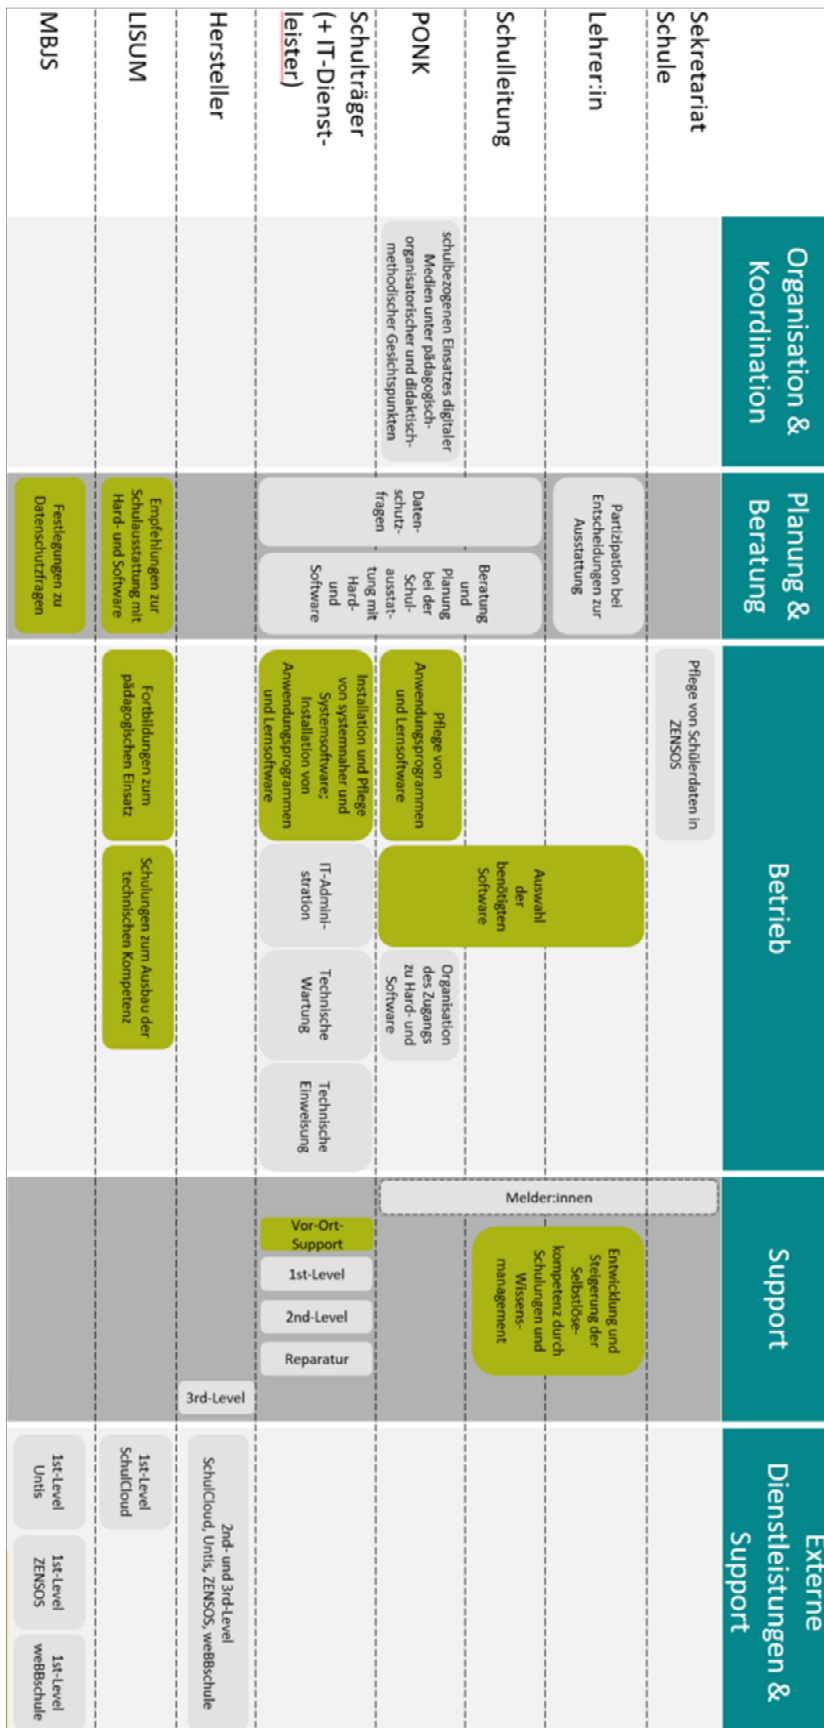 Organisation &
Koordination
Planung &
Beratung
Betrieb
Support
Externe
Dienstleistungen &
Support
Sekretariat
Schule
Pflege von Schülerdaten in
ZENSOS
Lehrer:in
Partizipation bei
Entscheidungen zur
Ausstattung
Schulleitung
Entwicklung und
Steigerung der
Selbstlöse-
kompetenz durch
Schulungen und
Wissens-
management
Melder:innen
Auswahl
der
benötigten
Software
PONK
schulbezogenen Einsatzes digitaler
Medien unter pädagogisch-
organisatorischer und didaktisch-
methodischer Gesichtspunkten
Daten-
schutz-
fragen
Beratung
und
Planung
bei der
Schul-
ausstat-
tung mit
Hard-
und
Software
Pflege von
Anwendungsprogrammen
und Lernsoftware
Organisation
des Zugangs
zu Hard- und
Software
Schulträger
(+ IT-Dienst-
leister)
Installation und Pflege
von systemnaher und
Systemsoftware;
Installation von
Anwendungsprogrammen
und Lernsoftware
IT-Admini-
stration
Technische
Wartung
Technische
Einweisung
Vor-Ort-
Support
1st-Level
2nd-Level
Reparatur
Hersteller
3rd-Level
2nd- und 3rd-Level
SchulCloud, Untis, ZENSOS, weBBschule
LISUM
Empfehlungen zur
Schulausstattung mit
Hard- und Software
Fortbildungen zum
pädagogischen Einsatz
Schulungen zum Ausbau der
technischen Kompetenz
1st-Level
SchulCloud
MBJS
Festlegungen zu
Datenschutzfragen
1st-Level
Untis
1st-Level
ZENSOS
1st-Level
weBBschule